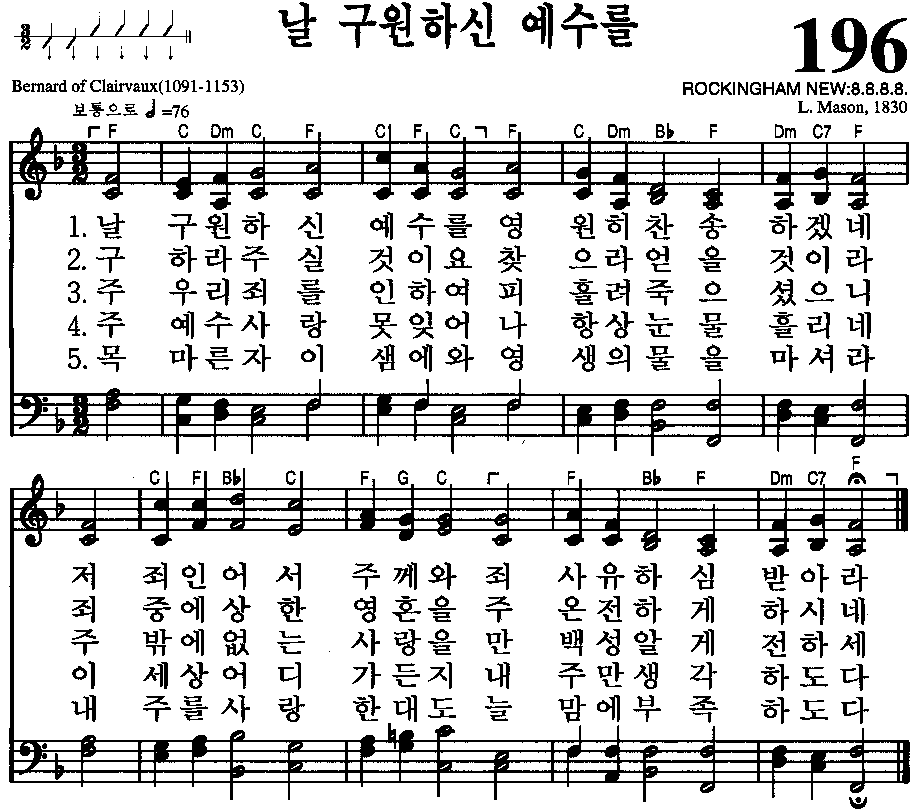 날 구원하신 예수를
196
Bernard of Clairvaux(1091-1153)
ROCKINGHAM NEW:8.8.8.8.
보통으로 =76
L. Mason, 1830
F C Dm C F C F C F C Dm B♭ F Dm C7 F
1. 날 구원하신 예수를 영 원히찬송 하겠네
2. 구 하라주실 것이요 찾 으라얻을 것이라
3. 주 우리죄를 인하여 피 흘려죽으 셨으니
4. 주 예수사랑 못잊어 나 항상눈물 흘리네
5. 목 마른자이 샘에와 영 생의물을 마셔라
C F B♭ C F G C F B♭ F Dm C7 F
저 죄인어서 주께와 죄 사유하심 받아라
죄 중에상한 영혼을 주 온전하게 하시네
주 밖에없는 사랑을 만 백성알게 전하세
이 세상어디 가든지 내 주만생각 하도다
내 주를사랑 한대도 늘 맘에부족 하도다